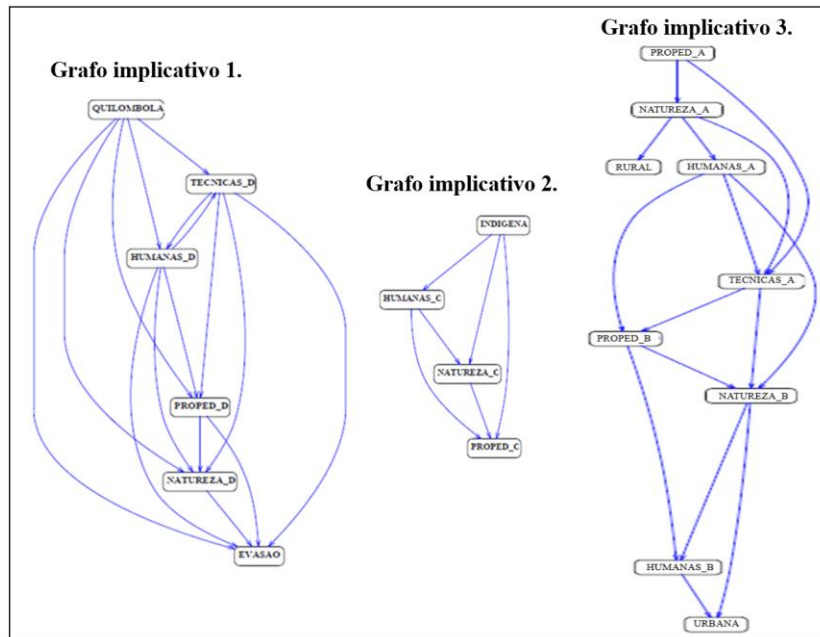 Grafo implicativo 1.
QUILOMBOLA
TECNICAS_D
HUMANAS_D
PROPED_D
NATUREZA_D
EVASAO
Grafo implicativo 2.
INDIGENA
HUMANAS_C
NATUREZA_C
PROPED_C
Grafo implicativo 3.
PROPED_A
NATUREZA_A
RURAL
HUMANAS_A
TECNICAS_A
PROPED_B
NATUREZA_B
HUMANAS_B
URBANA